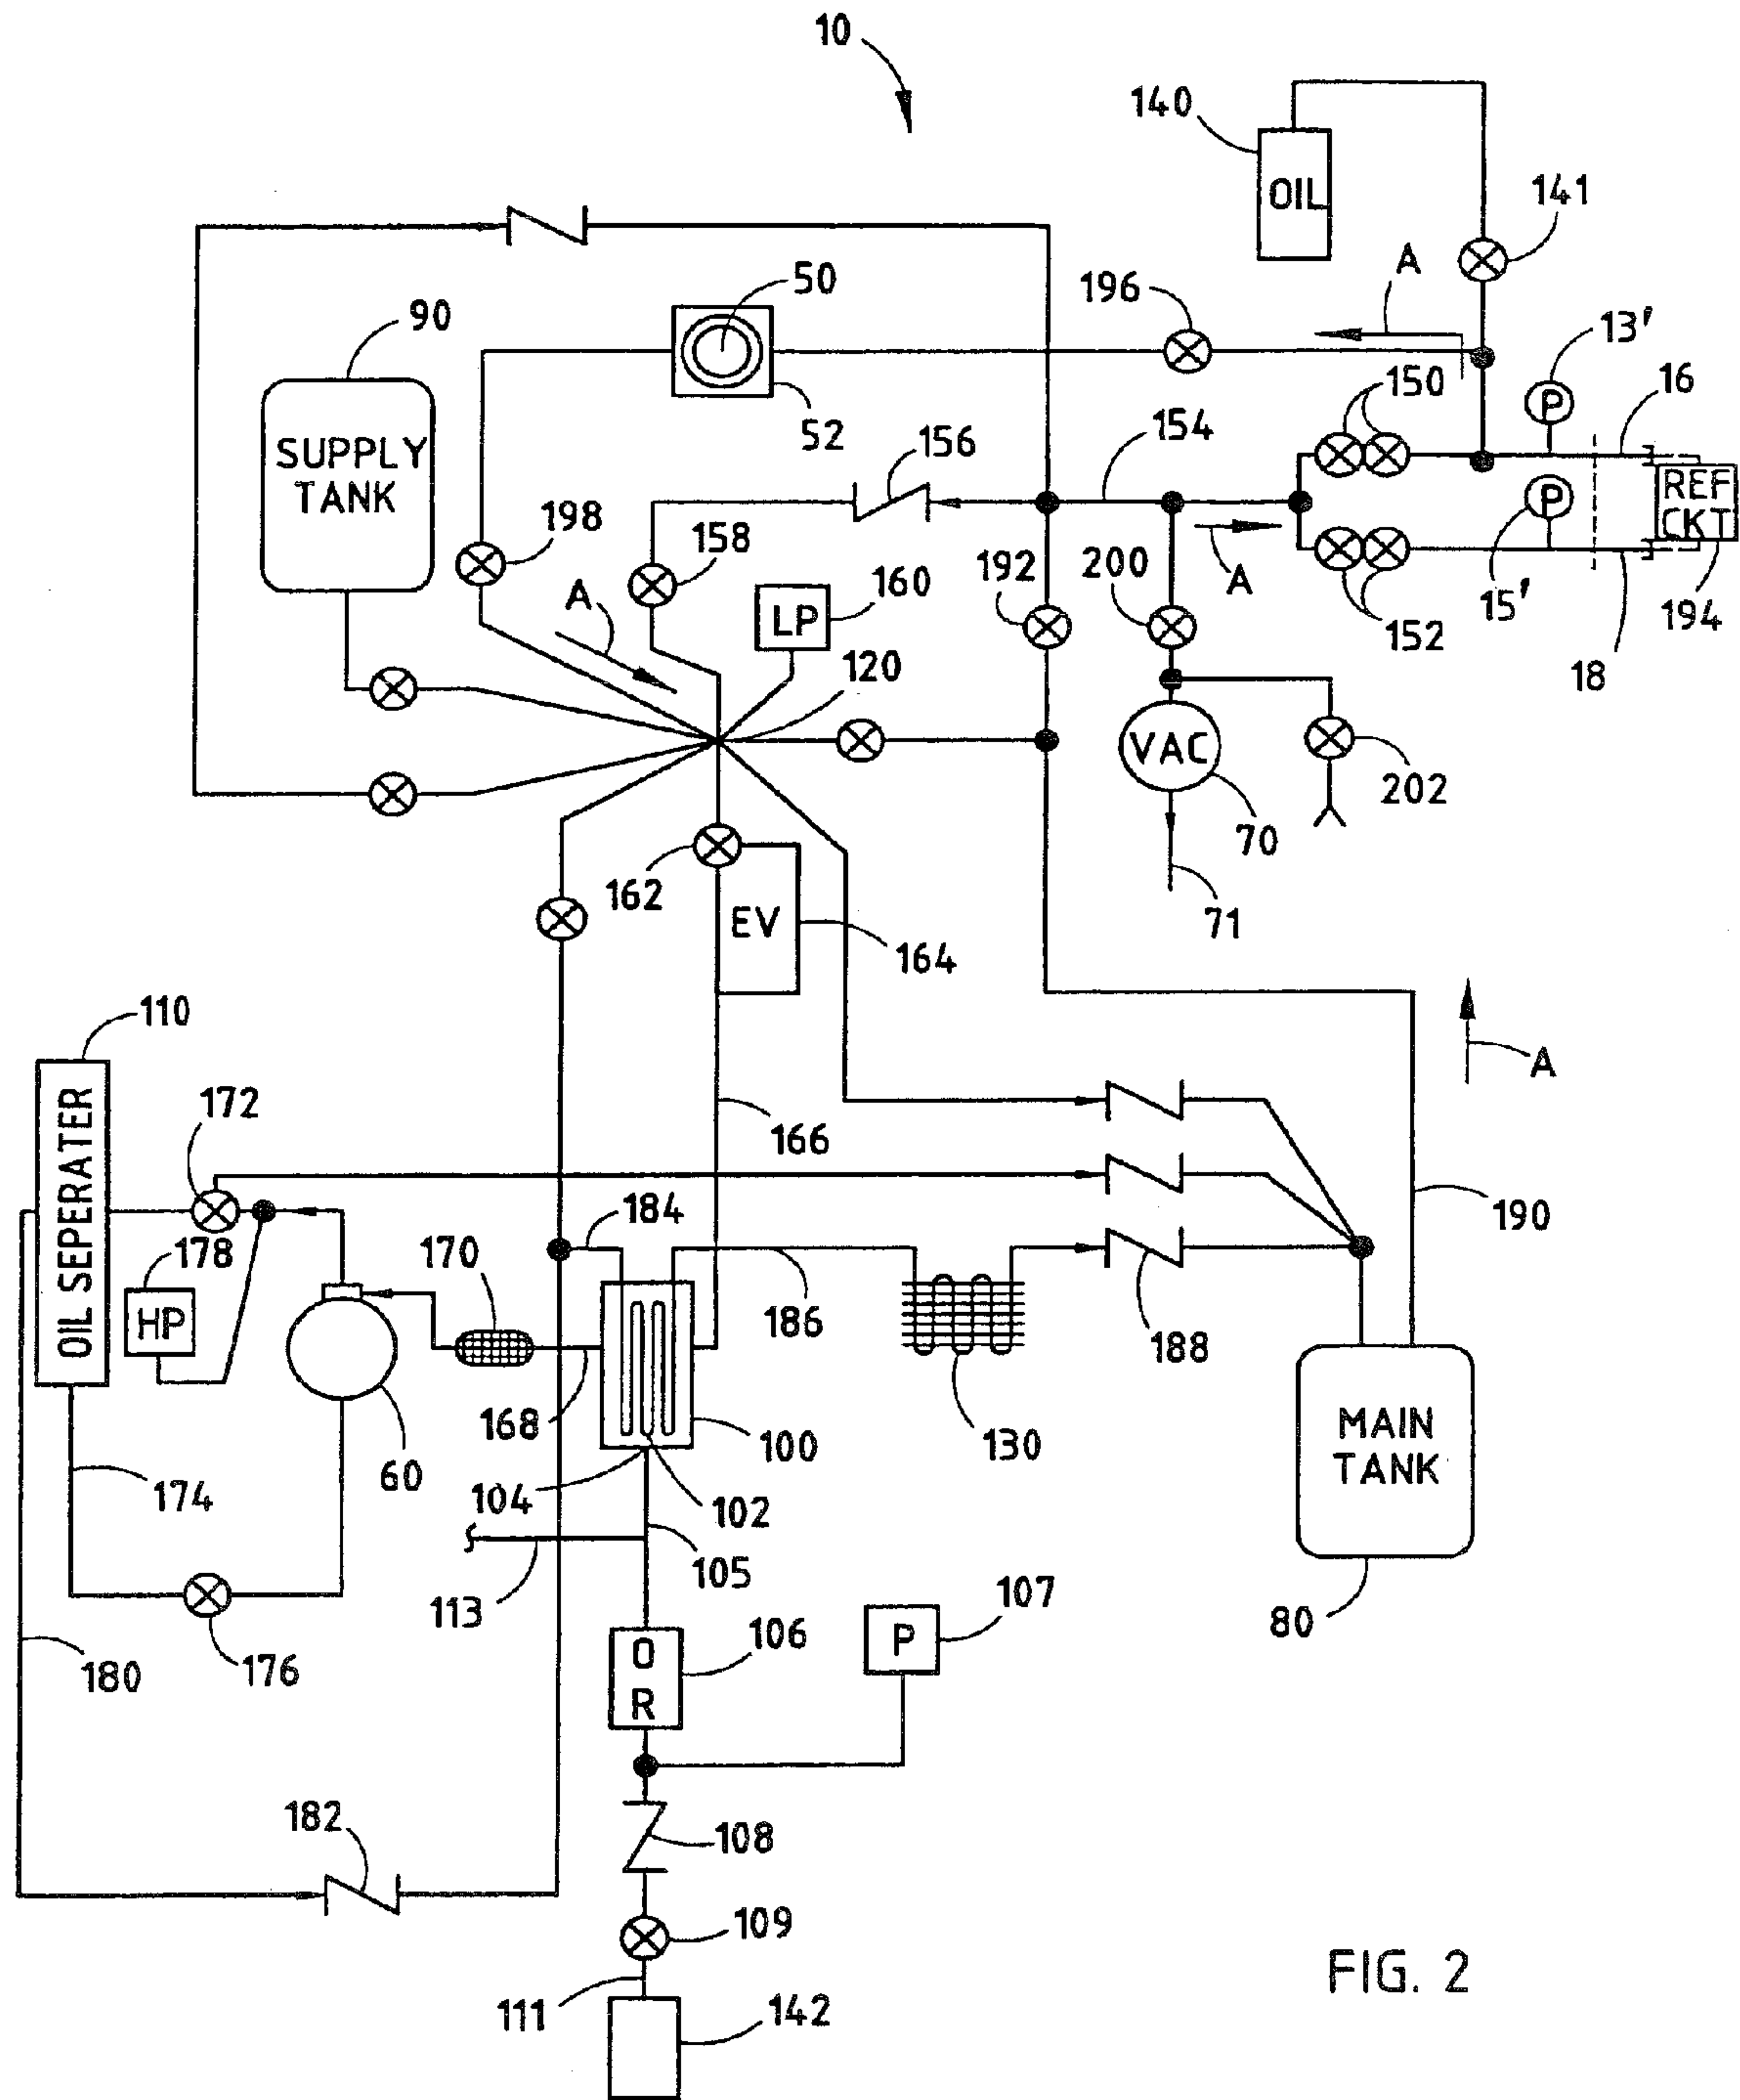 10
140
OIL
141
A
50
196
13'
90
16
150
P
52
154
156
SUPPLY
TANK
REF
CKT
P
198
158
192
200
A
15'
194
A
160
LP
152
18
120
VAC
202
162
70
EV
71
164
110
A
172
OIL SEPERATER
166
190
184
178
170
HP
186
188
168
100
130
MAIN
TANK
60
174
104
102
105
113
107
80
106
P
O
R
180
176
182
108
109
111
142
FIG. 2